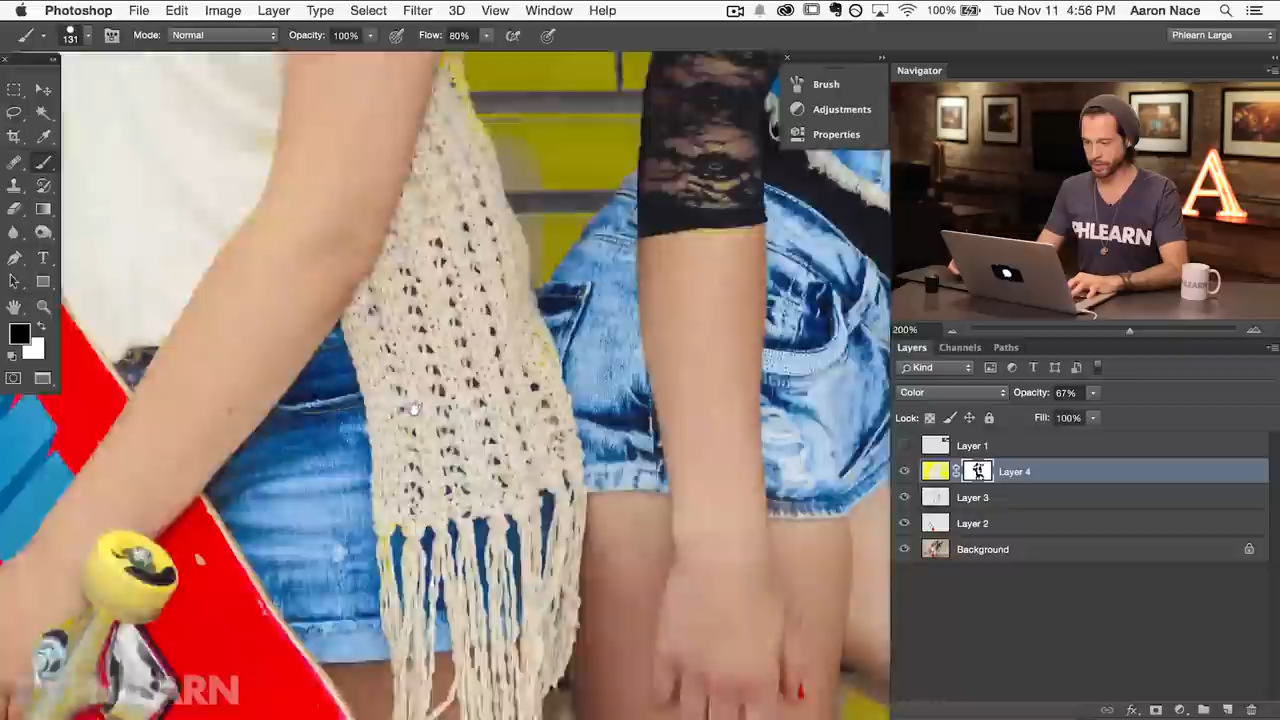 Photoshop File Edit Image Layer Type Select Filter 3D View Window Help 100% Tue Nov 11 4:56 PM Aaron Nace
131 Mode: Normal Opacity: 100% Flow: 80% Phlearn Large
Brush
Adjustments
Properties
Navigator
A
PHLEARN
200%
Layers Channels Paths
Kind
Color Opacity: 67%
Lock: Fill: 100%
Layer 1
Layer 4
Layer 3
Layer 2
Background
PHLEARN